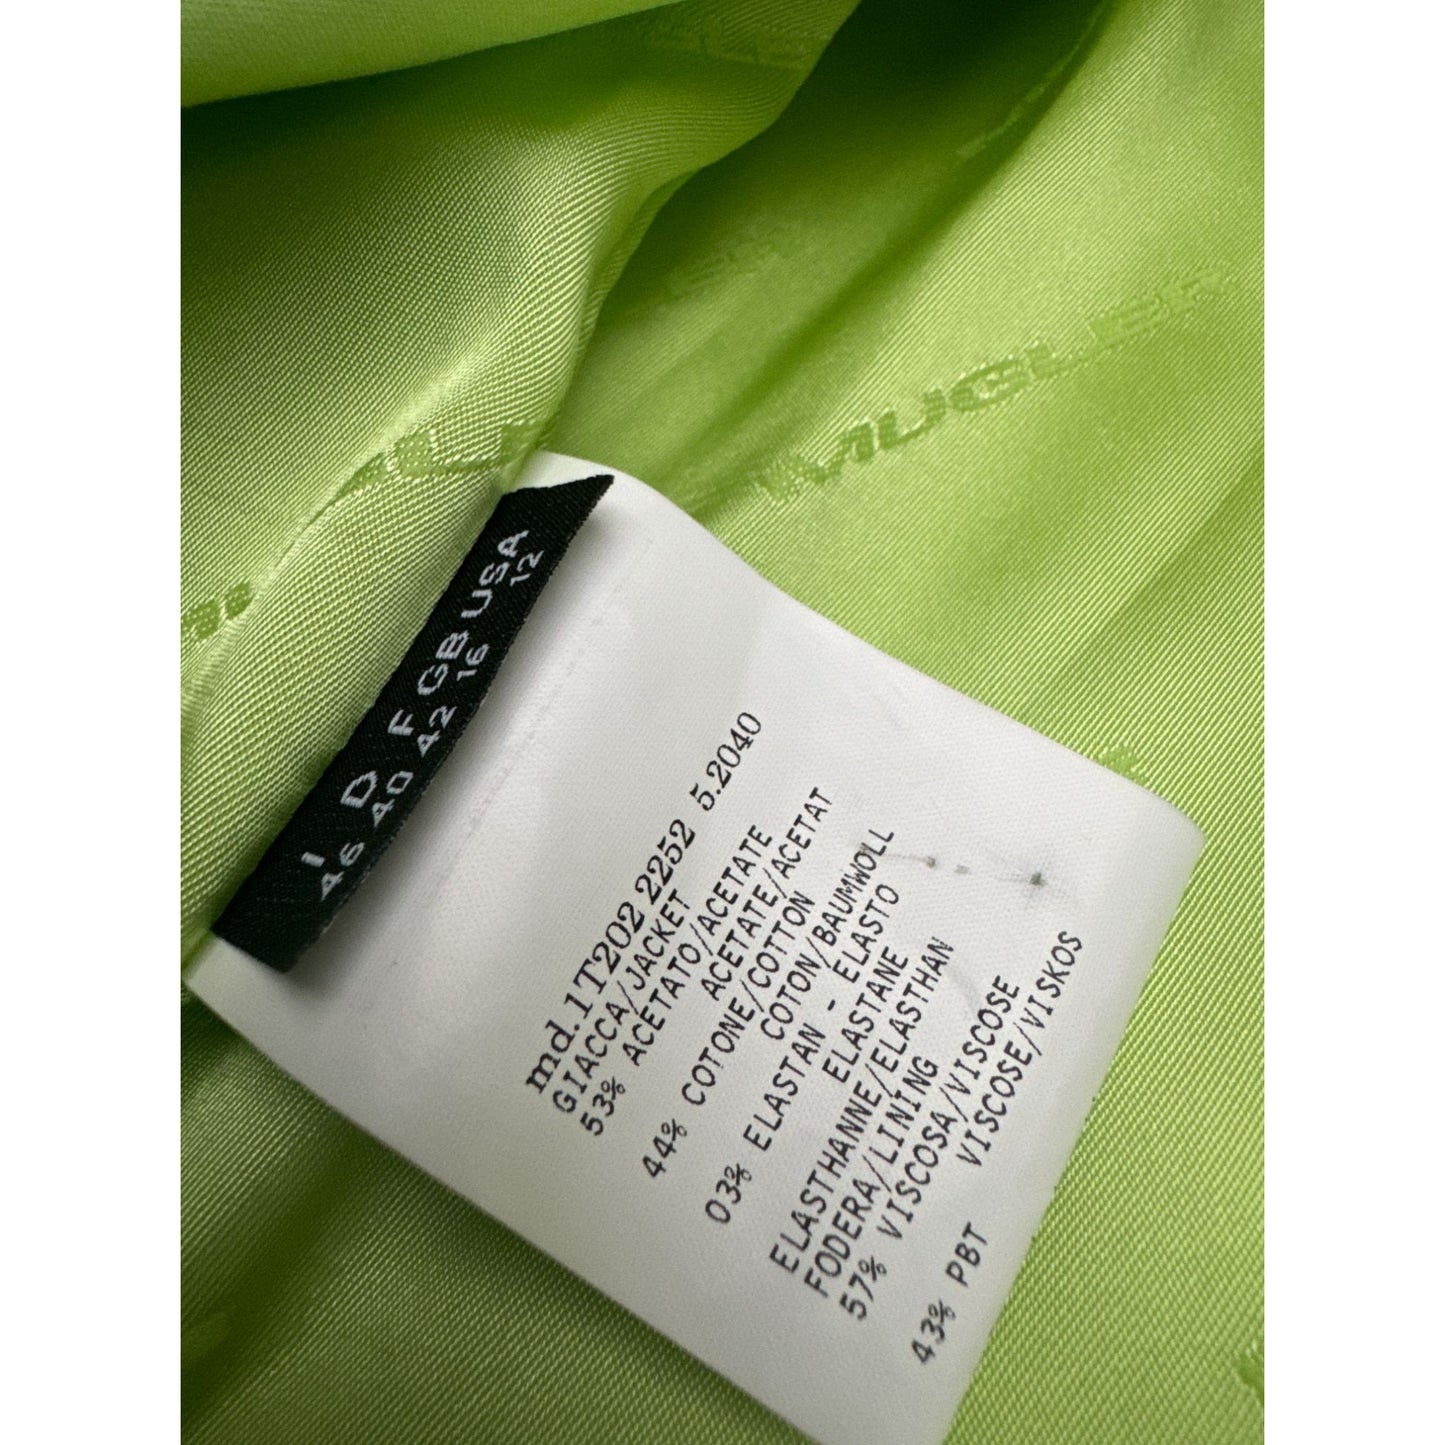 MUGLER
I D F GB USA
46 40 42 16 12
md.1T202 2252 5.2040
GIACCA/JACKET
53% ACETATO/ACETATE
ACETATE/ACETAT
44% COTONE/COTTON
COTON/BAUMWOLL
03% ELASTAN - ELASTO
ELASTANE
ELASTHANNE/ELASTHAN
FODERA/LINING
57% VISCOSA/VISCOSE
VISCOSE/VISKOS
43% PBT